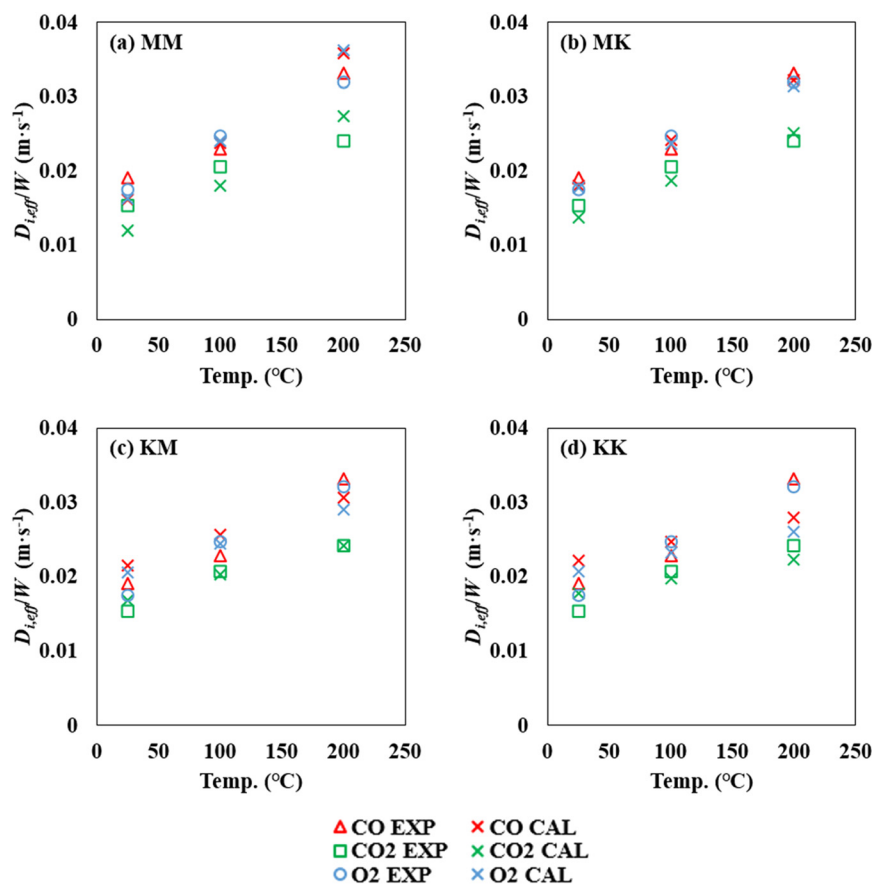 0.04
(a) MM
0.03
0.02
0.01
0
0 50 100 150 200 250
Temp. (°C)
D_{i,eff}/W (m·s⁻¹)
0.04
(b) MK
0.03
0.02
0.01
0
0 50 100 150 200 250
Temp. (°C)
D_{i,eff}/W (m·s⁻¹)
0.04
(c) KM
0.03
0.02
0.01
0
0 50 100 150 200 250
Temp. (°C)
D_{i,eff}/W (m·s⁻¹)
0.04
(d) KK
0.03
0.02
0.01
0
0 50 100 150 200 250
Temp. (°C)
D_{i,eff}/W (m·s⁻¹)
CO EXP CO CAL
CO2 EXP CO2 CAL
O2 EXP O2 CAL